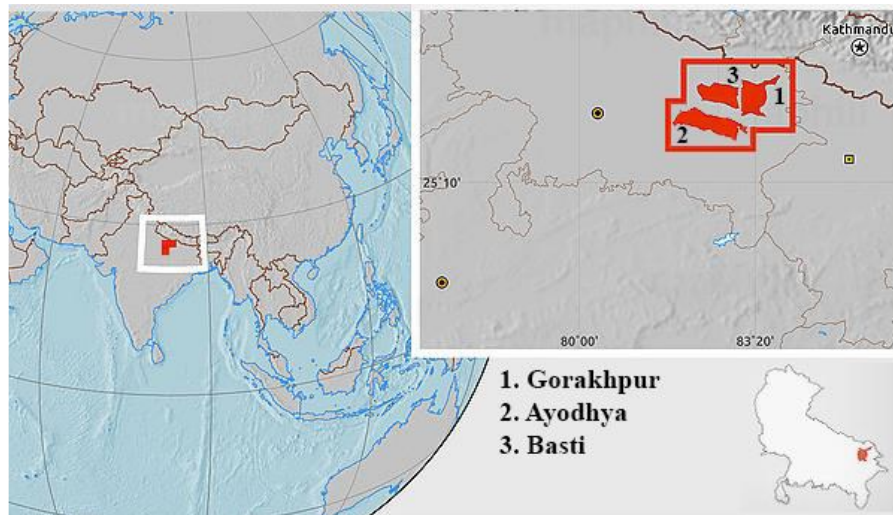 Kathmandu
3
1
2
25°10'
80°00'
83°20'
1. Gorakhpur
2. Ayodhya
3. Basti